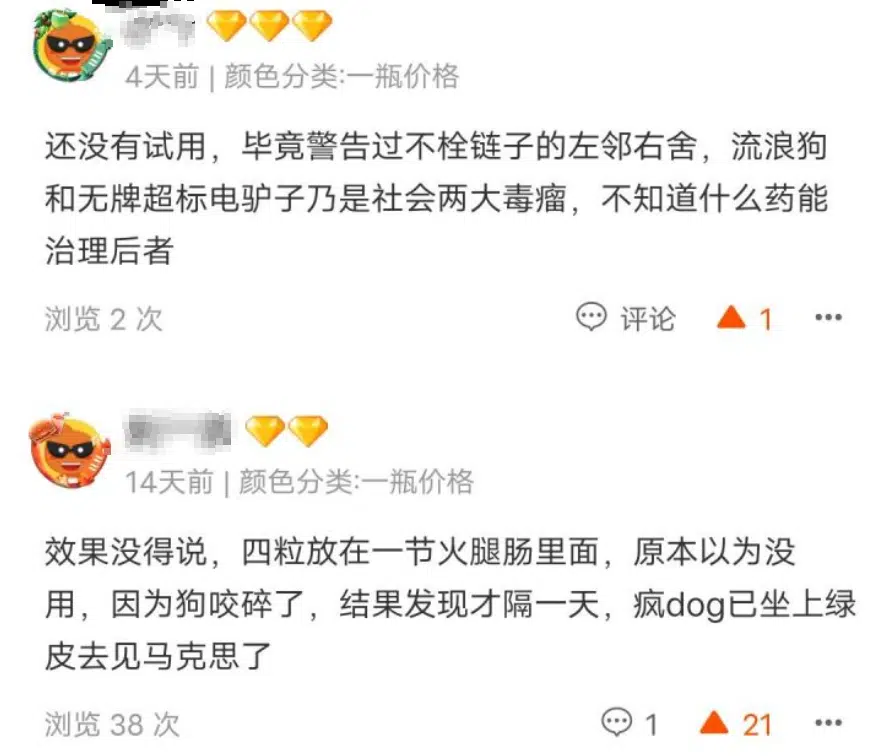 4天前 | 颜色分类:一瓶价格
还没有试用，毕竟警告过不栓链子的左邻右舍，流浪狗
和无牌超标电驴子乃是社会两大毒瘤，不知道什么药能
治理后者
浏览 2 次 评论 1
14天前 | 颜色分类:一瓶价格
效果没得说，四粒放在一节火腿肠里面，原本以为没
用，因为狗咬碎了，结果发现才隔一天，疯dog已坐上绿
皮去见马克思了
浏览 38 次 1 21